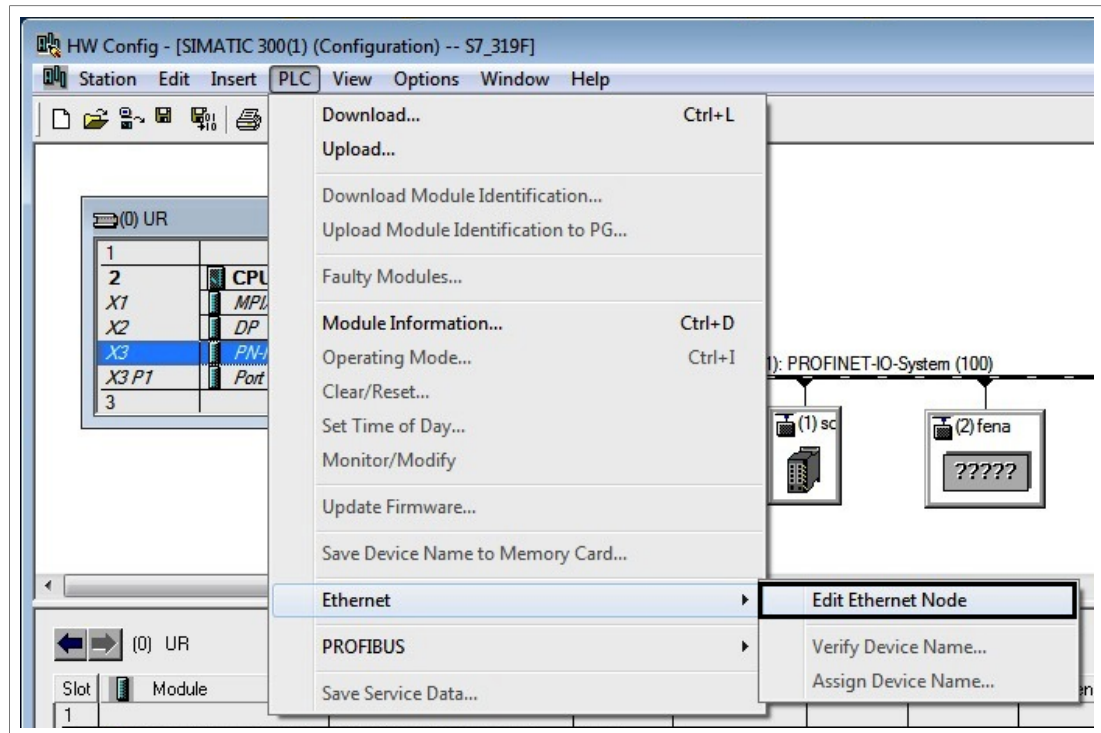 HW Config - [SIMATIC 300(1) (Configuration) -- S7_319F]
Station Edit Insert PLC View Options Window Help
Download... Ctrl+L
Upload...
Download Module Identification...
Upload Module Identification to PG...
Faulty Modules...
Module Information... Ctrl+D
Operating Mode... Ctrl+I
Clear/Reset...
Set Time of Day...
Monitor/Modify
Update Firmware...
Save Device Name to Memory Card...
Ethernet
PROFIBUS
Save Service Data...
Edit Ethernet Node
Verify Device Name...
Assign Device Name...
(0) UR
1
2 CPU
X1 MPI/
X2 DP
X3 PN-I
X3 P1 Port
3
1): PROFINET-IO-System (100)
(1) sc
(2) fena
?????
(0) UR
Slot Module
1